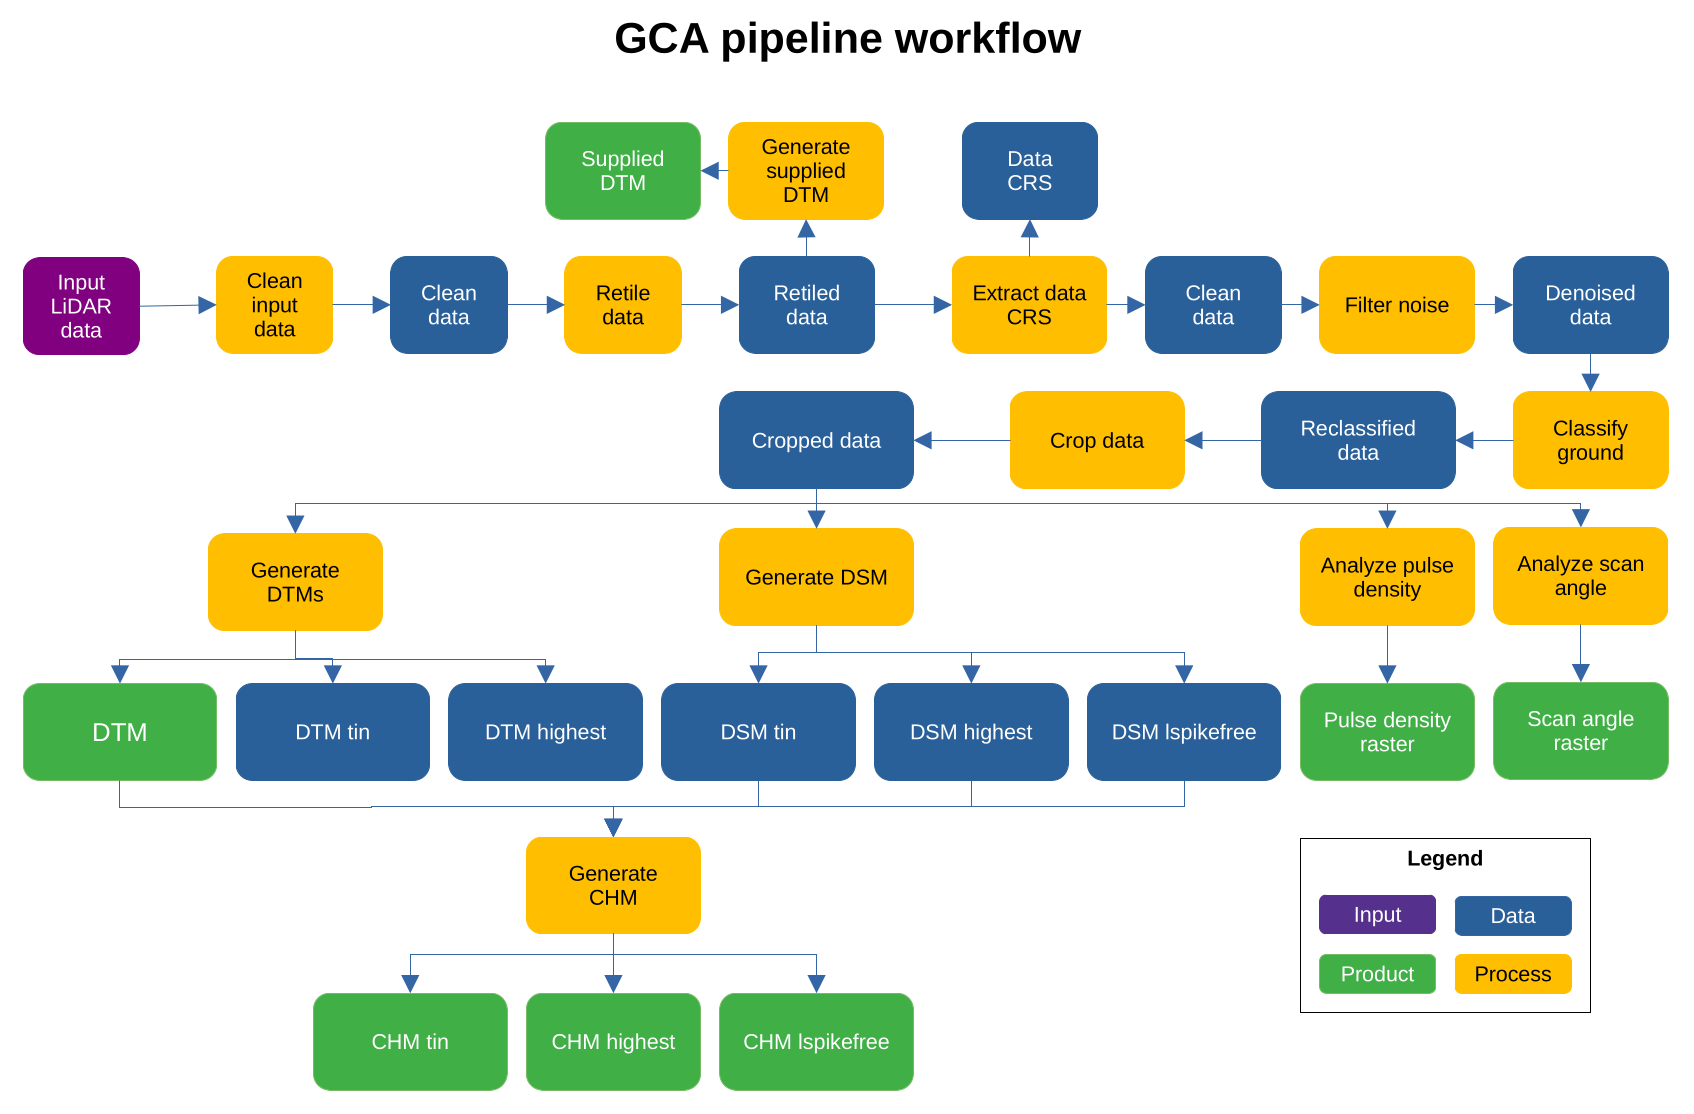 GCA pipeline workflow
Supplied
DTM
Generate
supplied
DTM
Data
CRS
Input
LiDAR
data
Clean
input
data
Clean
data
Retile
data
Retiled
data
Extract data
CRS
Clean
data
Filter noise
Denoised
data
Cropped data
Crop data
Reclassified
data
Classify
ground
Generate
DTMs
Generate DSM
Analyze pulse
density
Analyze scan
angle
DTM
DTM tin
DTM highest
DSM tin
DSM highest
DSM lspikefree
Pulse density
raster
Scan angle
raster
Generate
CHM
Legend
Input
Data
Product
Process
CHM tin
CHM highest
CHM lspikefree